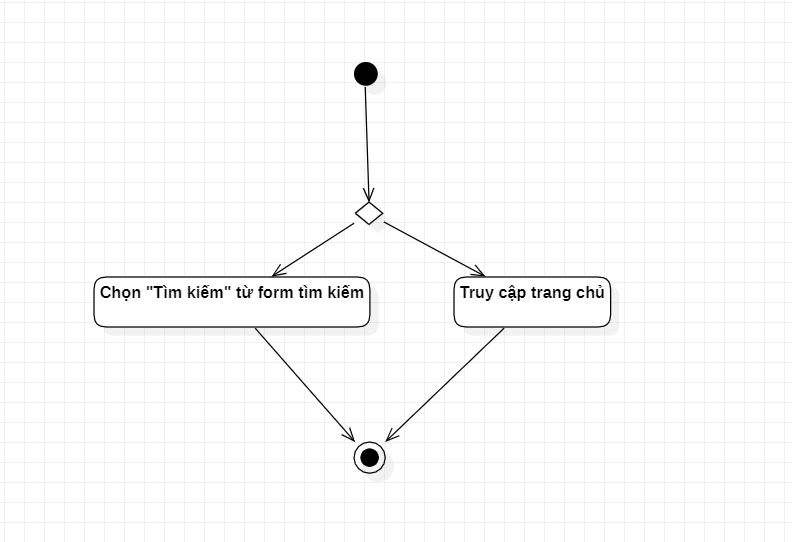 Chọn "Tìm kiếm" từ form tìm kiếm
Truy cập trang chủ